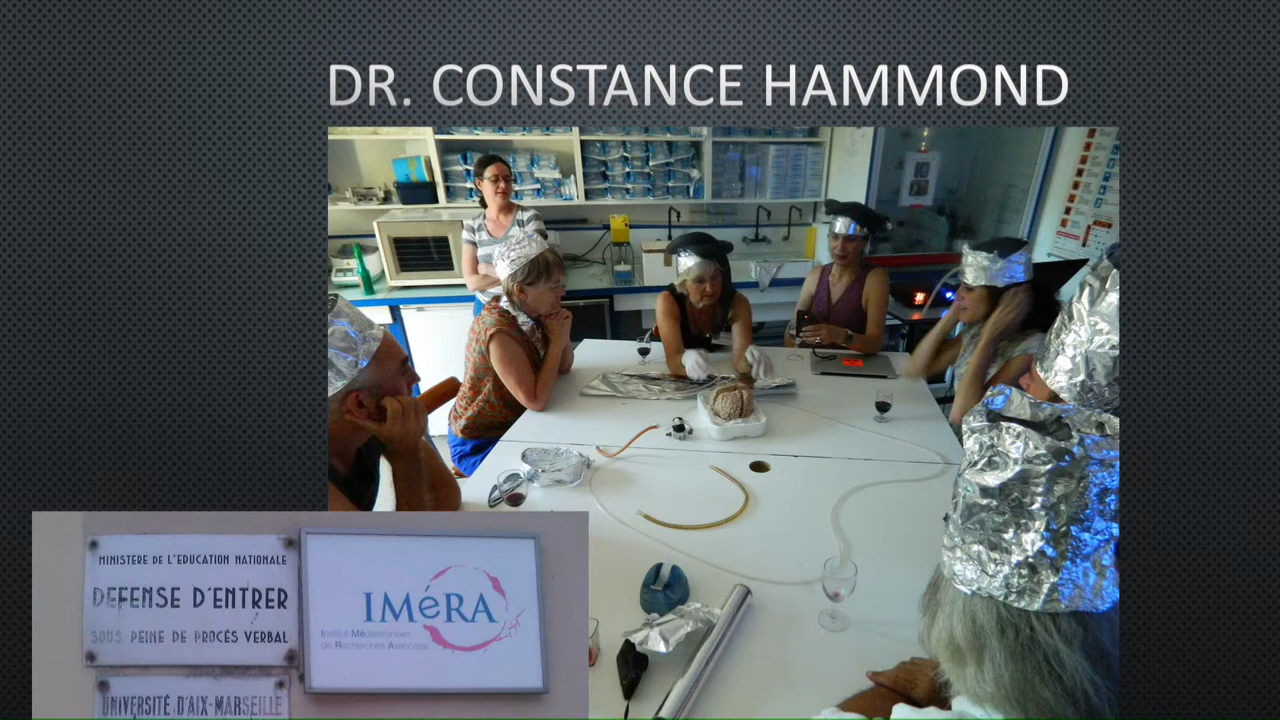 DR. CONSTANCE HAMMOND
MINISTERE DE L'EDUCATION NATIONALE
DEFENSE D'ENTRER
SOUS PEINE DE PROCÉS VERBAL
UNIVERSITÉ D'AIX-MARSEILLE
IMéRA
Institut Méditerranéen
de Recherches Avancées